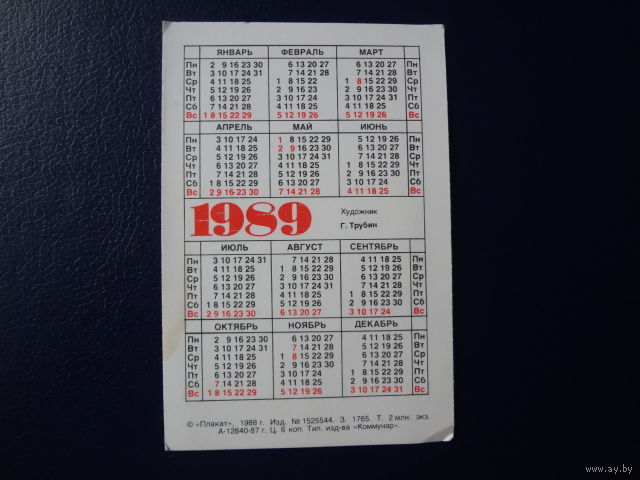 ЯНВАРЬ ФЕВРАЛЬ МАРТ
Пн 2 9 16 23 30 6 13 20 27 6 13 20 27 Пн
Вт 3 10 17 24 31 7 14 21 28 7 14 21 28 Вт
Ср 4 11 18 25 1 8 15 22 1 8 15 22 29 Ср
Чт 5 12 19 26 2 9 16 23 2 9 16 23 30 Чт
Пт 6 13 20 27 3 10 17 24 3 10 17 24 31 Пт
Сб 7 14 21 28 4 11 18 25 4 11 18 25 Сб
Вс 1 8 15 22 29 5 12 19 26 5 12 19 26 Вс
АПРЕЛЬ МАЙ ИЮНЬ
Пн 3 10 17 24 1 8 15 22 29 5 12 19 26 Пн
Вт 4 11 18 25 2 9 16 23 30 6 13 20 27 Вт
Ср 5 12 19 26 3 10 17 24 31 7 14 21 28 Ср
Чт 6 13 20 27 4 11 18 25 1 8 15 22 29 Чт
Пт 7 14 21 28 5 12 19 26 2 9 16 23 30 Пт
Сб 1 8 15 22 29 6 13 20 27 3 10 17 24 Сб
Вс 2 9 16 23 30 7 14 21 28 4 11 18 25 Вс
1989 Художник
Г. Трубин
ИЮЛЬ АВГУСТ СЕНТЯБРЬ
Пн 3 10 17 24 31 7 14 21 28 4 11 18 25 Пн
Вт 4 11 18 25 1 8 15 22 29 5 12 19 26 Вт
Ср 5 12 19 26 2 9 16 23 30 6 13 20 27 Ср
Чт 6 13 20 27 3 10 17 24 31 7 14 21 28 Чт
Пт 7 14 21 28 4 11 18 25 1 8 15 22 29 Пт
Сб 1 8 15 22 29 5 12 19 26 2 9 16 23 30 Сб
Вс 2 9 16 23 30 6 13 20 27 3 10 17 24 Вс
ОКТЯБРЬ НОЯБРЬ ДЕКАБРЬ
Пн 2 9 16 23 30 6 13 20 27 4 11 18 25 Пн
Вт 3 10 17 24 31 7 14 21 28 5 12 19 26 Вт
Ср 4 11 18 25 1 8 15 22 29 6 13 20 27 Ср
Чт 5 12 19 26 2 9 16 23 30 7 14 21 28 Чт
Пт 6 13 20 27 3 10 17 24 1 8 15 22 29 Пт
Сб 7 14 21 28 4 11 18 25 2 9 16 23 30 Сб
Вс 1 8 15 22 29 5 12 19 26 3 10 17 24 31 Вс
© «Плакат», 1988 г. Изд. № 1525544. З. 1765. Т. 2 млн. экз.
А-12840-87 г. Ц. 6 коп. Тип. изд-ва «Коммунар».
www.ay.by